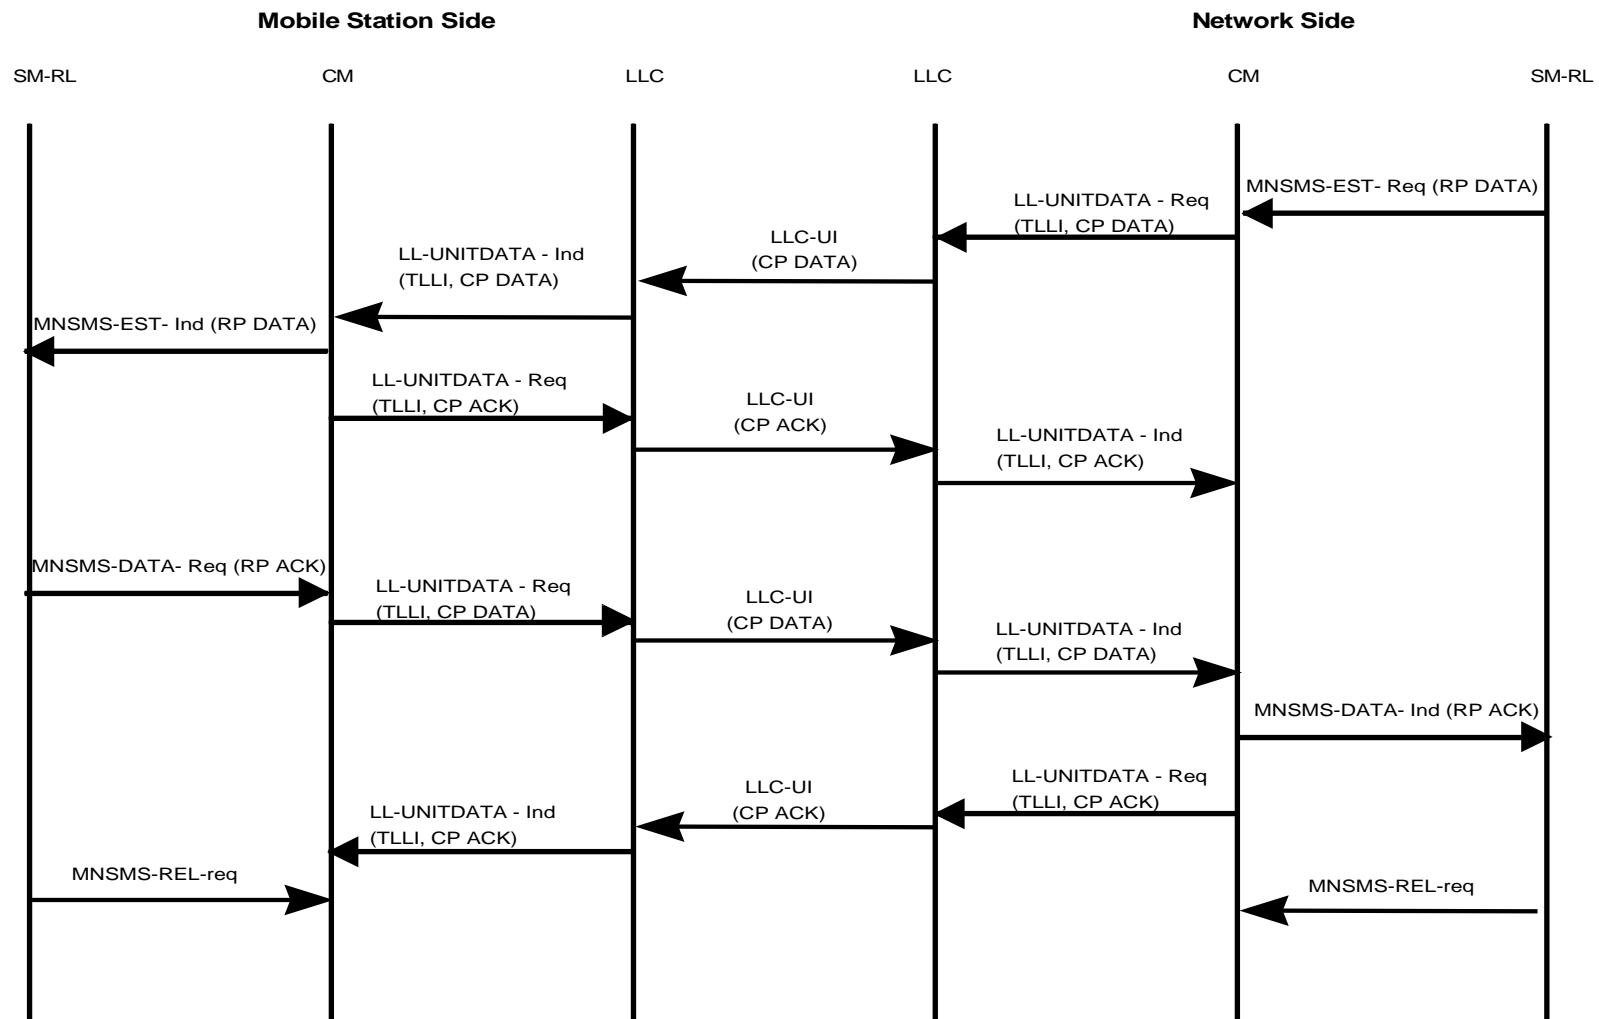 Mobile Station Side
Network Side
SM-RL
CM
LLC
LLC
CM
SM-RL
MNSMS-EST- Req (RP DATA)
LL-UNITDATA - Req
(TLLI, CP DATA)
LLC-UI
(CP DATA)
LL-UNITDATA - Ind
(TLLI, CP DATA)
MNSMS-EST- Ind (RP DATA)
LL-UNITDATA - Req
(TLLI, CP ACK)
LLC-UI
(CP ACK)
LL-UNITDATA - Ind
(TLLI, CP ACK)
MNSMS-DATA- Req (RP ACK)
LL-UNITDATA - Req
(TLLI, CP DATA)
LLC-UI
(CP DATA)
LL-UNITDATA - Ind
(TLLI, CP DATA)
MNSMS-DATA- Ind (RP ACK)
LL-UNITDATA - Req
(TLLI, CP ACK)
LLC-UI
(CP ACK)
LL-UNITDATA - Ind
(TLLI, CP ACK)
MNSMS-REL-req
MNSMS-REL-req